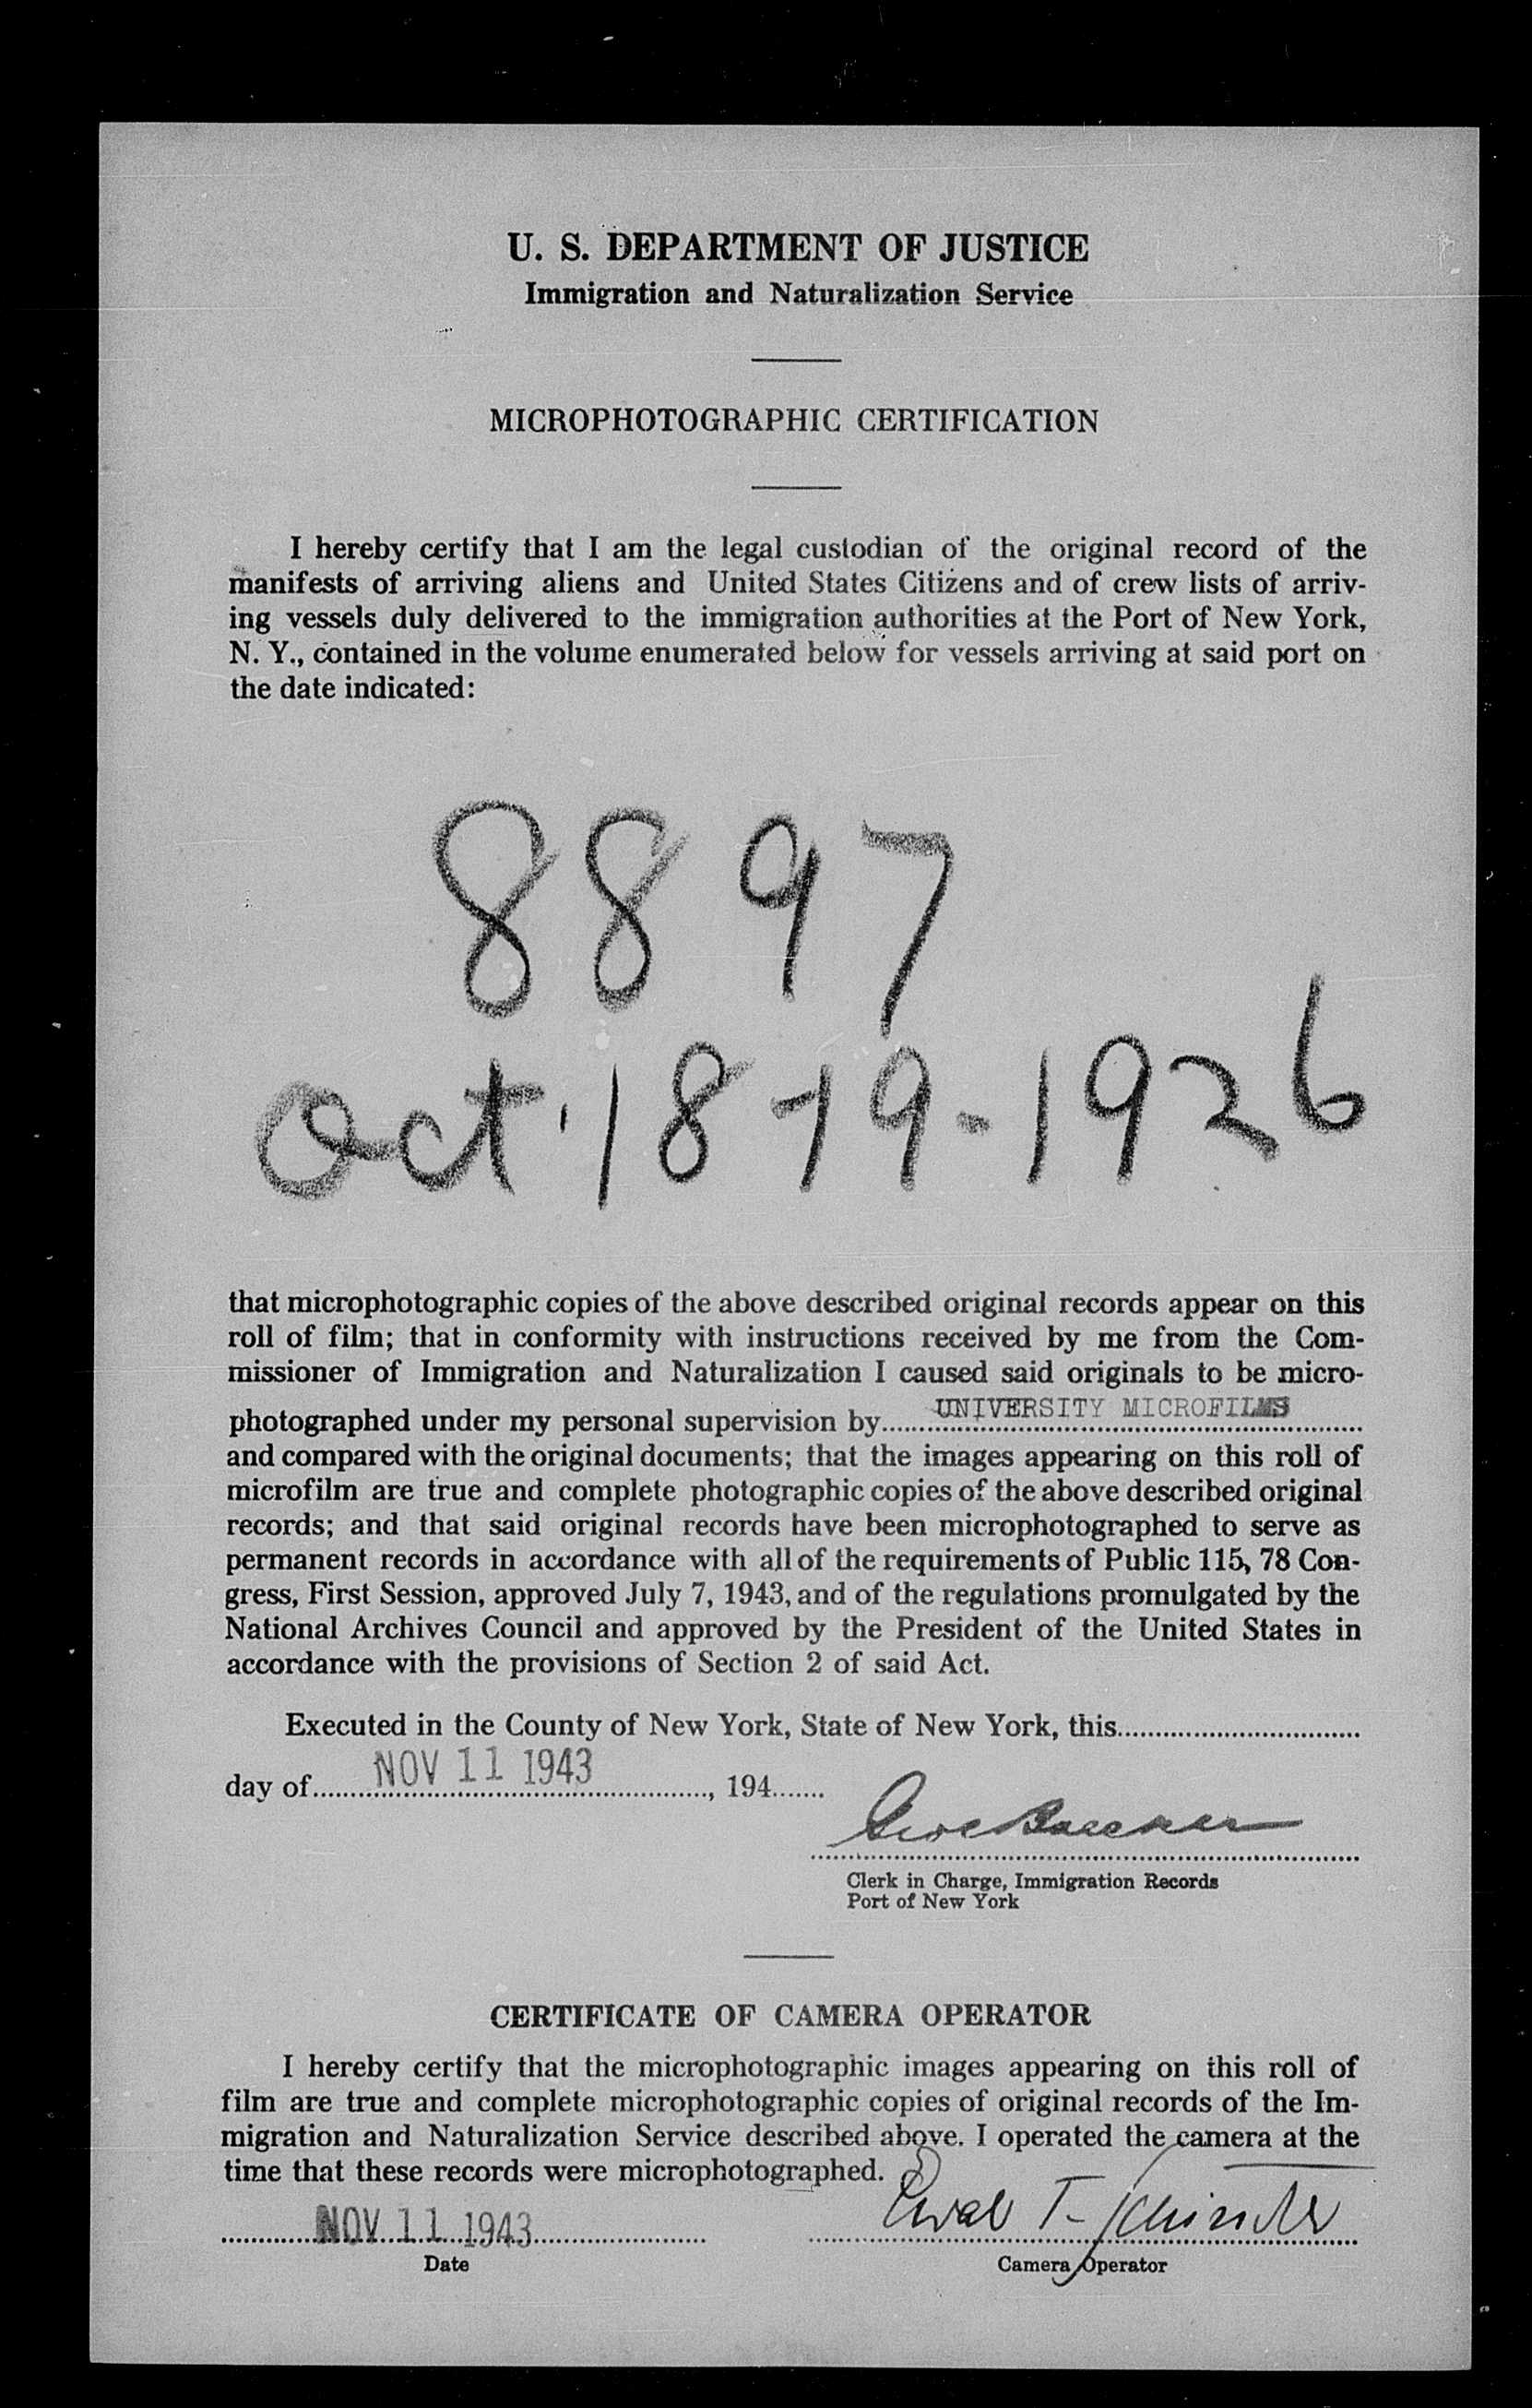 U. S. DEPARTMENT OF JUSTICE
Immigration and Naturalization Service
MICROPHOTOGRAPHIC CERTIFICATION
I hereby certify that I am the legal custodian of the original record of the
manifests of arriving aliens and United States Citizens and of crew lists of arriv-
ing vessels duly delivered to the immigration authorities at the Port of New York,
N. Y., contained in the volume enumerated below for vessels arriving at said port on
the date indicated:
8897
Oct. 18-19-1926
that microphotographic copies of the above described original records appear on this
roll of film; that in conformity with instructions received by me from the Com-
missioner of Immigration and Naturalization I caused said originals to be micro-
photographed under my personal supervision by UNIVERSITY MICROFILMS
and compared with the original documents; that the images appearing on this roll of
microfilm are true and complete photographic copies of the above described original
records; and that said original records have been microphotographed to serve as
permanent records in accordance with all of the requirements of Public 115, 78 Con-
gress, First Session, approved July 7, 1943, and of the regulations promulgated by the
National Archives Council and approved by the President of the United States in
accordance with the provisions of Section 2 of said Act.
Executed in the County of New York, State of New York, this
day of NOV 11 1943, 194
Clerk in Charge, Immigration Records
Port of New York
CERTIFICATE OF CAMERA OPERATOR
I hereby certify that the microphotographic images appearing on this roll of
film are true and complete microphotographic copies of original records of the Im-
migration and Naturalization Service described above. I operated the camera at the
time that these records were microphotographed.
NOV 11 1943
Date
Camera Operator